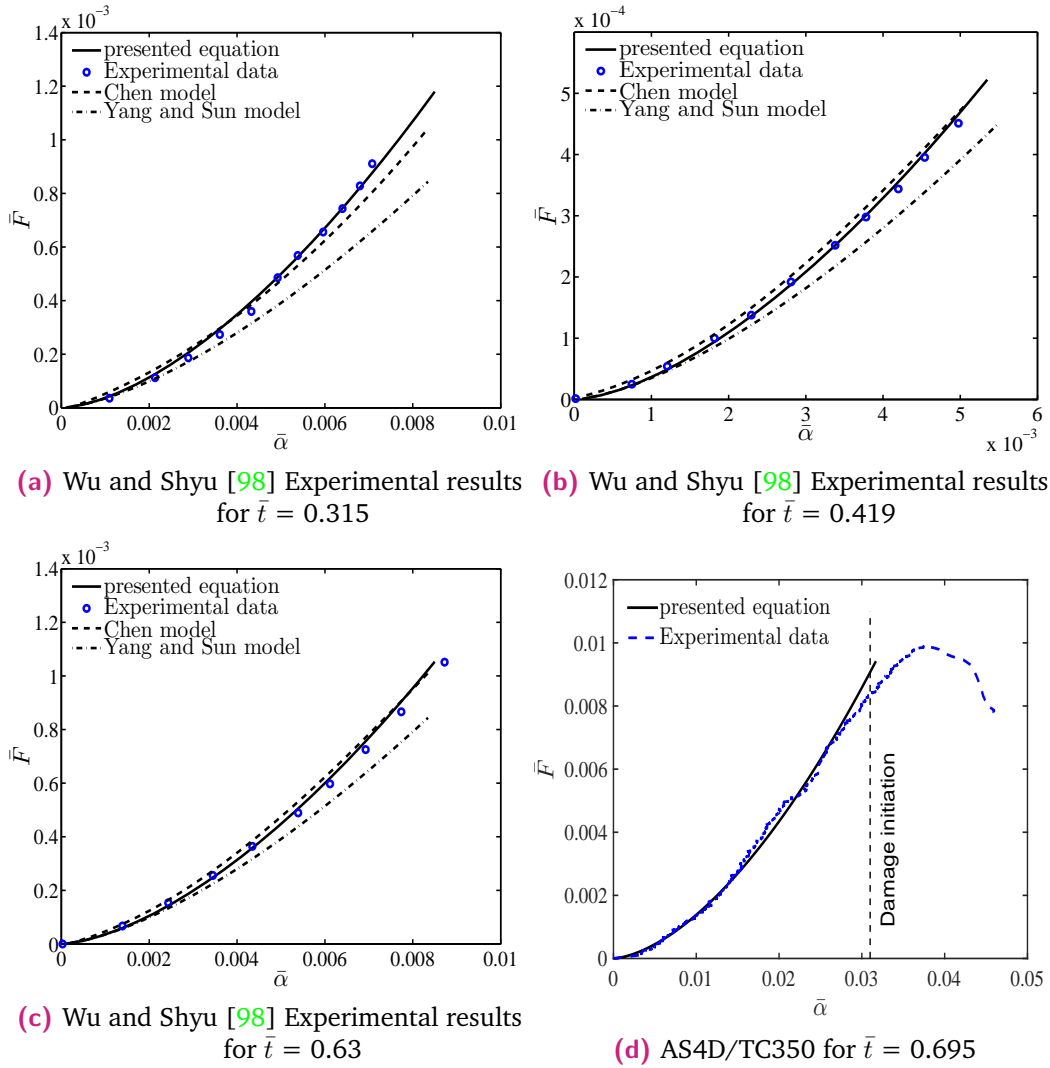 x 10⁻³
1.4
1.2
1
0.8
0.6
0.4
0.2
0
F̄
presented equation
Experimental data
Chen model
Yang and Sun model
0 0.002 0.004 0.006 0.008 0.01
ᾱ
(a) Wu and Shyu [98] Experimental results
for t̄ = 0.315
x 10⁻⁴
5
4
3
2
1
0
F̄
presented equation
Experimental data
Chen model
Yang and Sun model
0 1 2 3 4 5 6
ᾱ
x 10⁻³
(b) Wu and Shyu [98] Experimental results
for t̄ = 0.419
x 10⁻³
1.4
1.2
1
0.8
0.6
0.4
0.2
0
F̄
presented equation
Experimental data
Chen model
Yang and Sun model
0 0.002 0.004 0.006 0.008 0.01
ᾱ
(c) Wu and Shyu [98] Experimental results
for t̄ = 0.63
0.012
0.01
0.008
0.006
0.004
0.002
0
F̄
presented equation
Experimental data
Damage initiation
0 0.01 0.02 0.03 0.04 0.05
ᾱ
(d) AS4D/TC350 for t̄ = 0.695